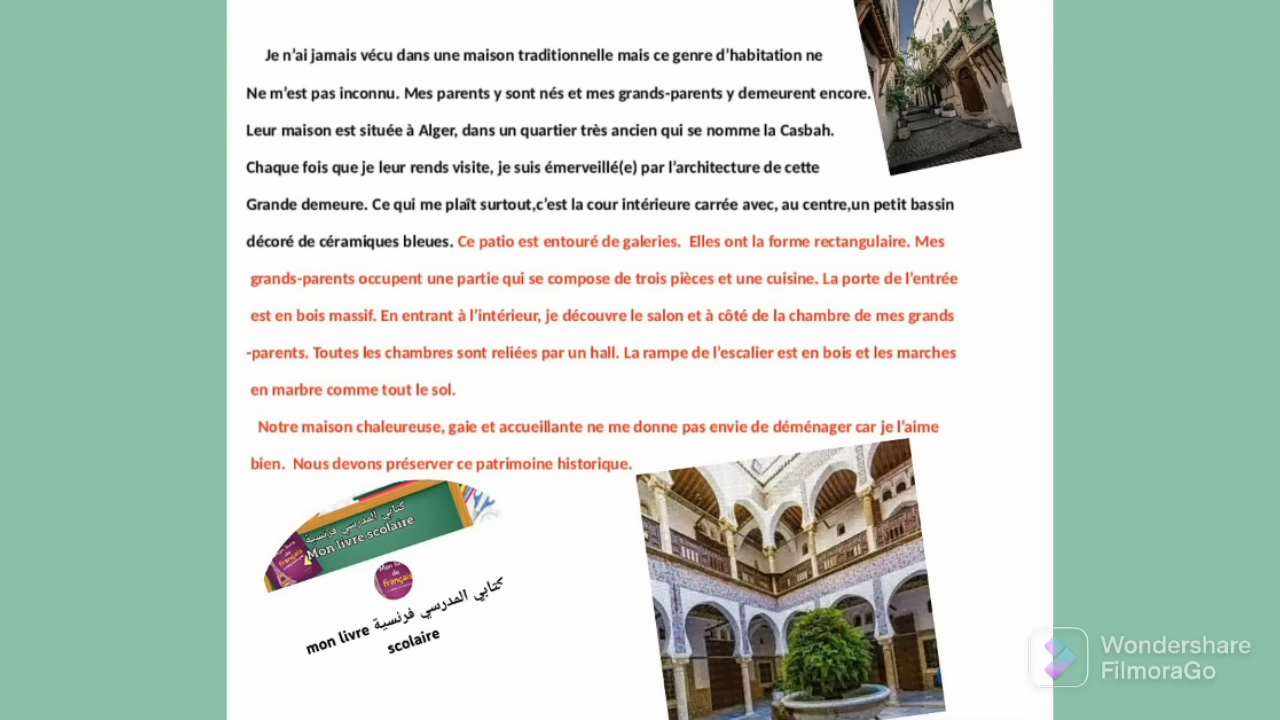 Je n'ai jamais vécu dans une maison traditionnelle mais ce genre d'habitation ne
Ne m'est pas inconnu. Mes parents y sont nés et mes grands-parents y demeurent encore.
Leur maison est située à Alger, dans un quartier très ancien qui se nomme la Casbah.
Chaque fois que je leur rends visite, je suis émerveillé(e) par l'architecture de cette
Grande demeure. Ce qui me plaît surtout,c'est la cour intérieure carrée avec, au centre,un petit bassin
décoré de céramiques bleues. Ce patio est entouré de galeries. Elles ont la forme rectangulaire. Mes
grands-parents occupent une partie qui se compose de trois pièces et une cuisine. La porte de l'entrée
est en bois massif. En entrant à l'intérieur, je découvre le salon et à côté de la chambre de mes grands
-parents. Toutes les chambres sont reliées par un hall. La rampe de l'escalier est en bois et les marches
en marbre comme tout le sol.
Notre maison chaleureuse, gaie et accueillante ne me donne pas envie de déménager car je l'aime
bien. Nous devons préserver ce patrimoine historique.
كتابي المدرسي فرنسية
Mon livre scolaire
de
français
Mon
de
français
mon livre كتابي المدرسي فرنسية
scolaire
Wondershare
FilmoraGo